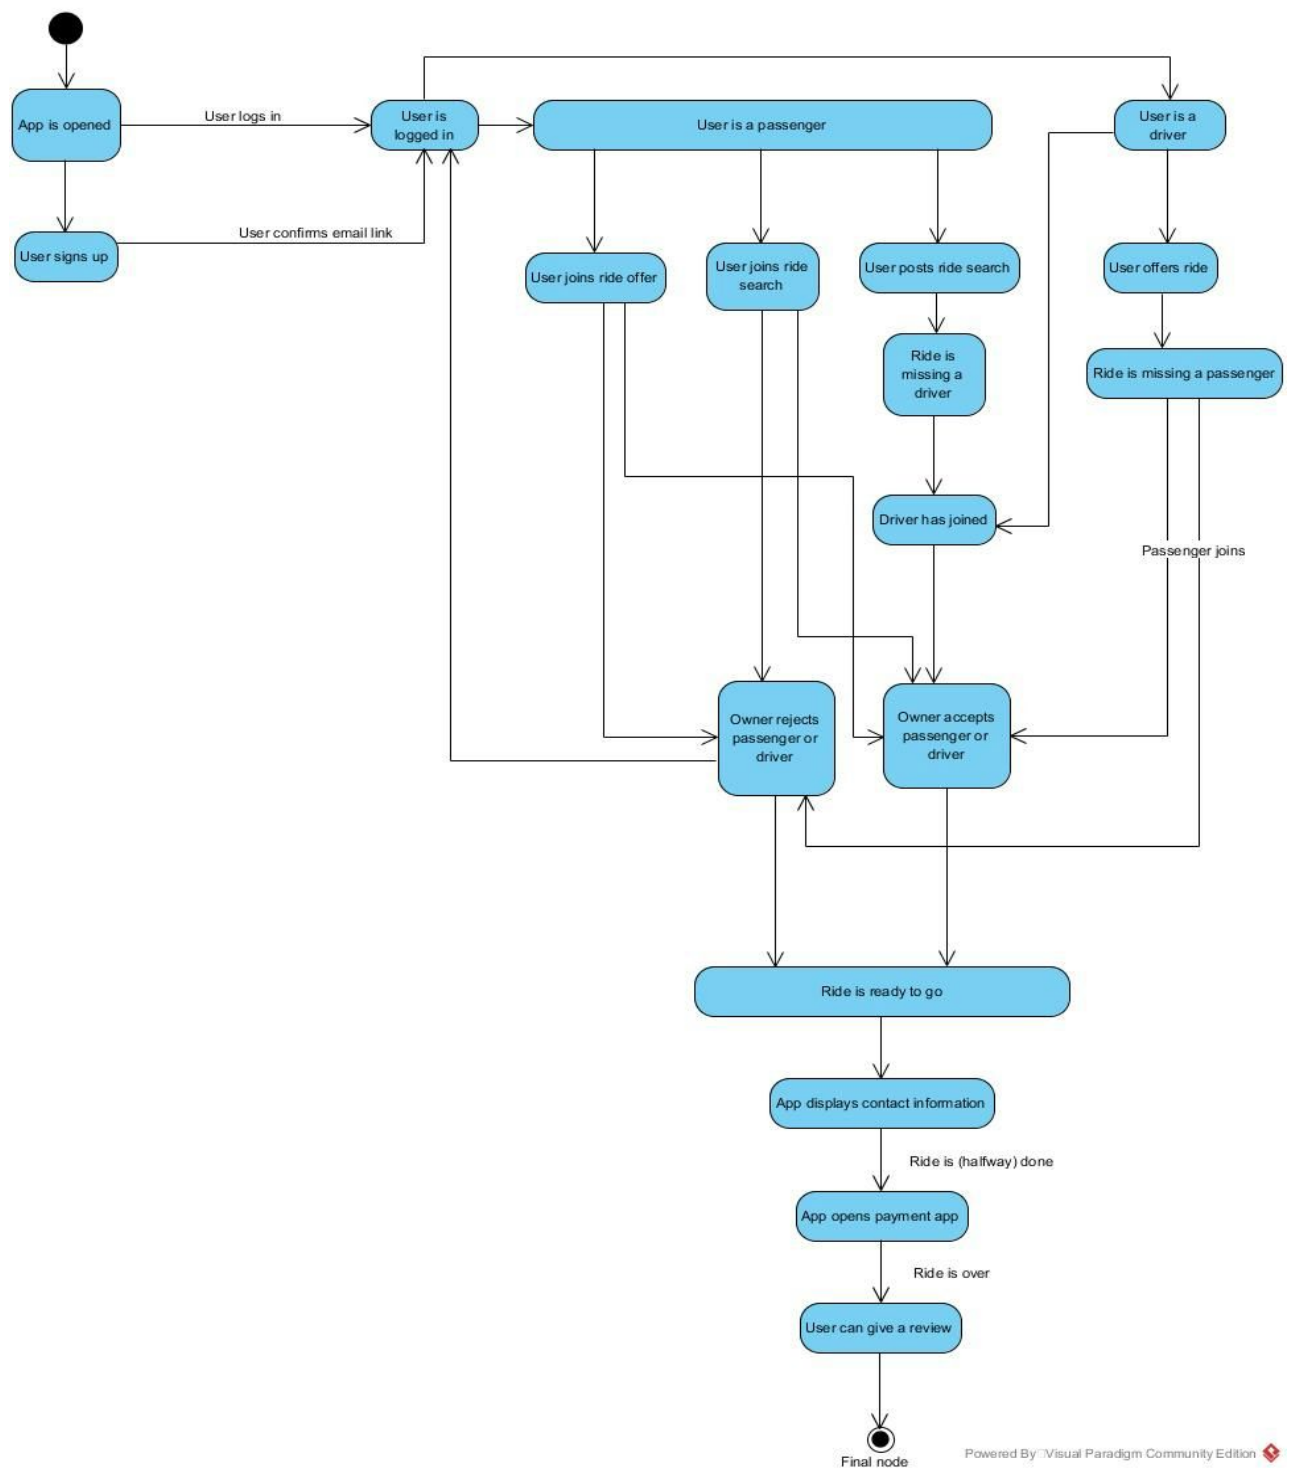 App is opened
User logs in
User is
logged in
User is a passenger
User is a
driver
User signs up
User confirms email link
User joins ride offer
User joins ride
search
User posts ride search
User offers ride
Ride is
missing a
driver
Ride is missing a passenger
Driver has joined
Passenger joins
Owner rejects
passenger or
driver
Owner accepts
passenger or
driver
Ride is ready to go
App displays contact information
Ride is (halfway) done
App opens payment app
Ride is over
User can give a review
Final node
Powered By Visual Paradigm Community Edition